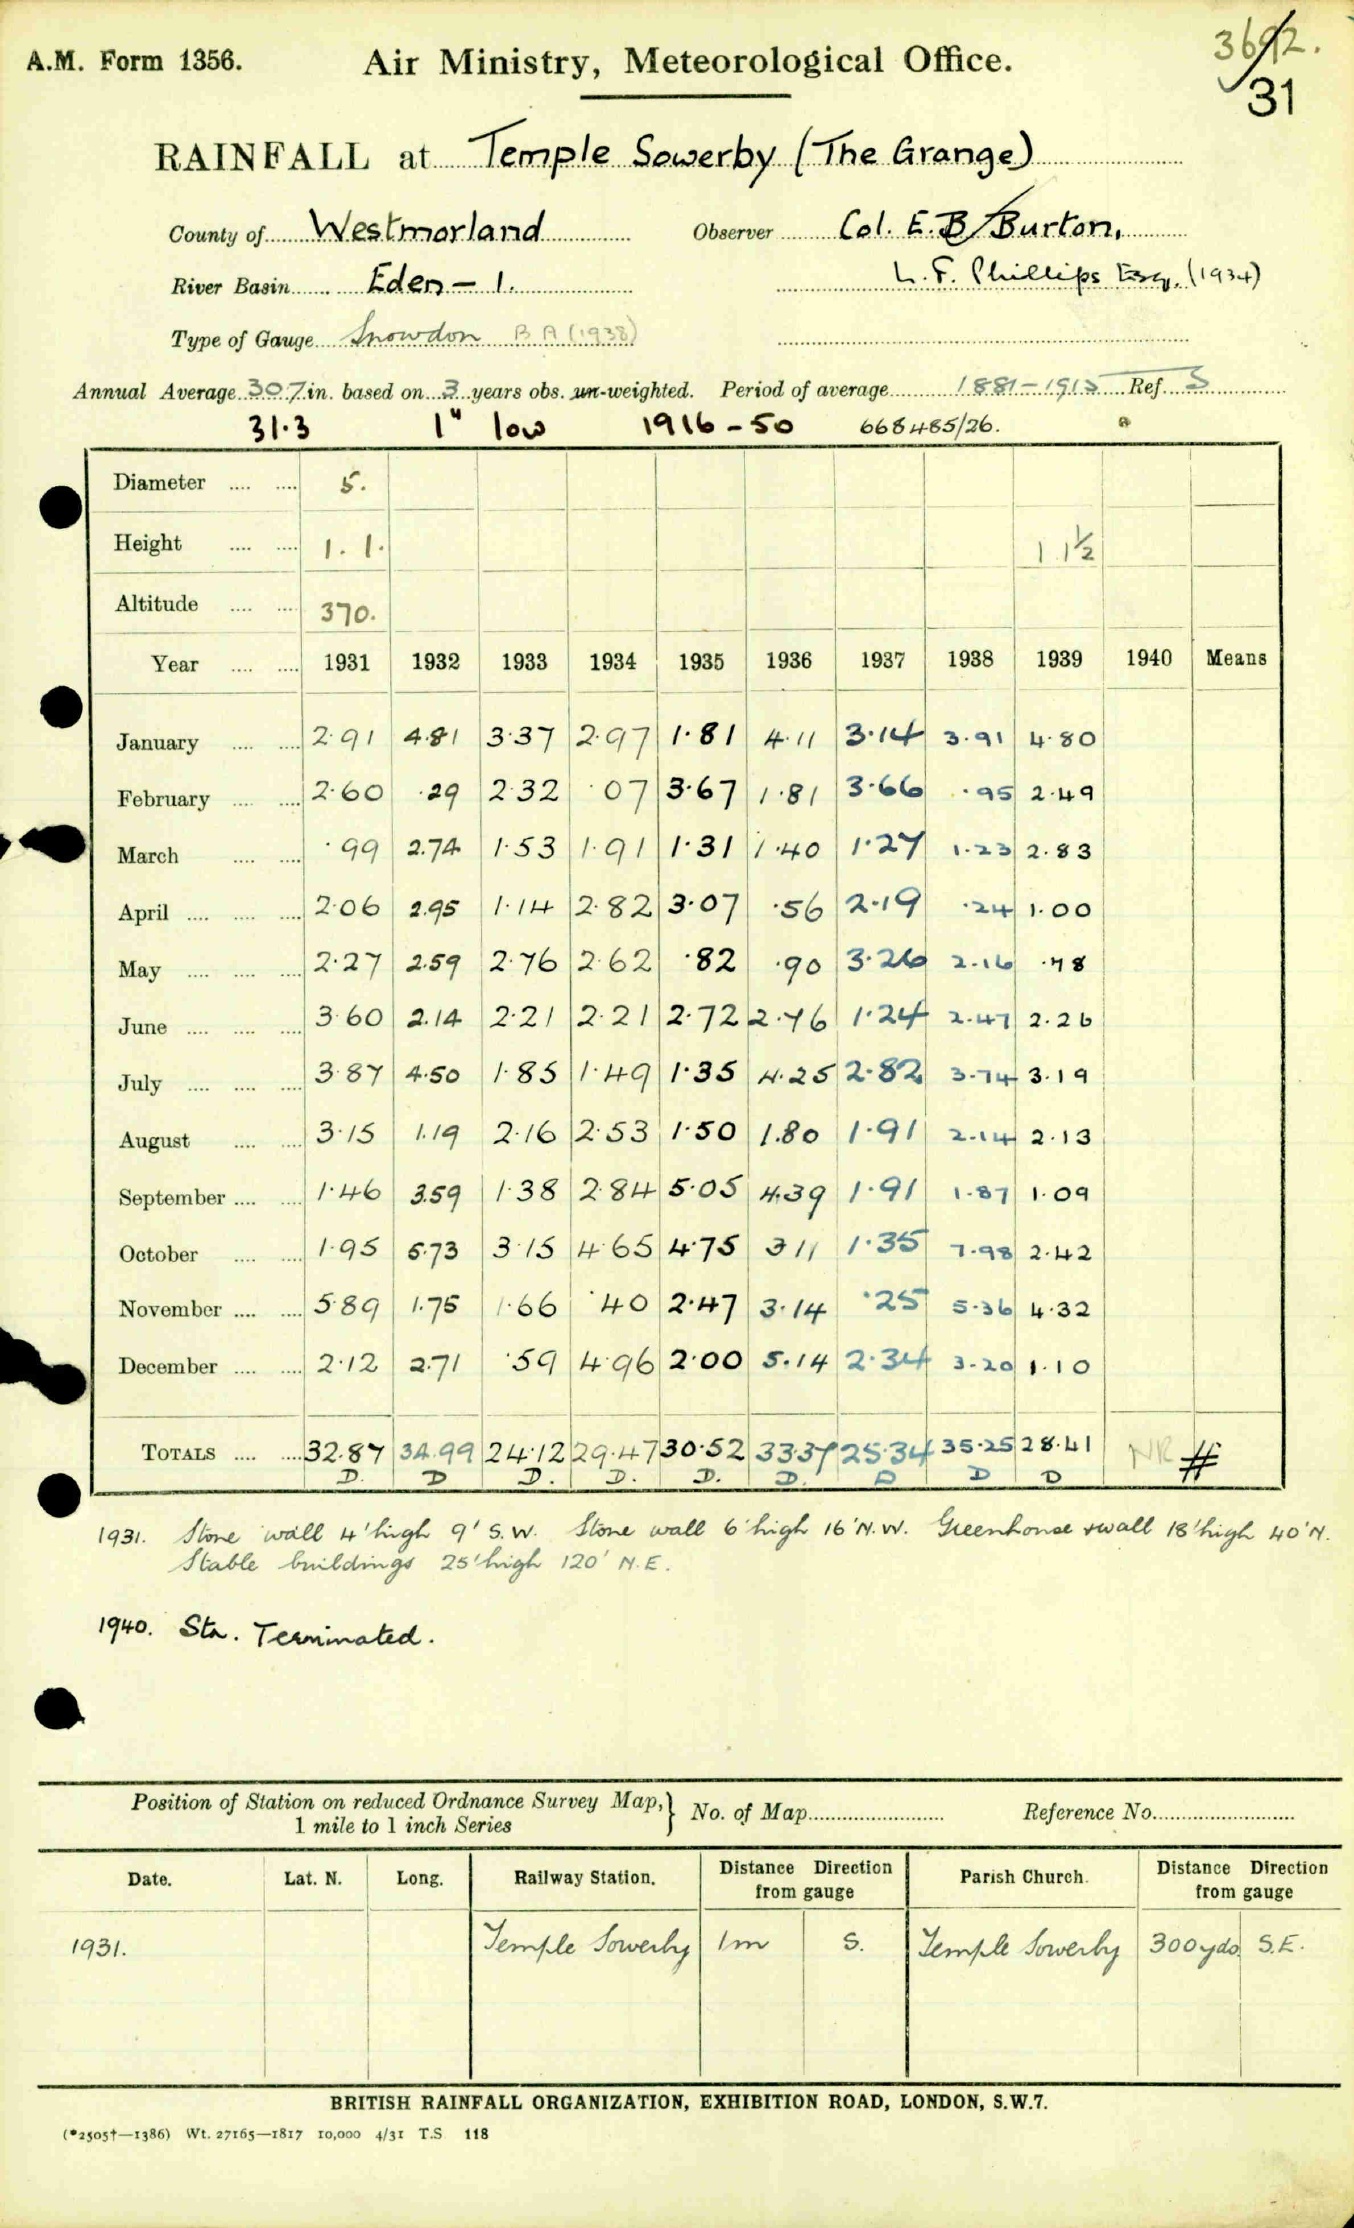 A.M. Form 1356.
Air Ministry, Meteorological Office.
3692.
31
RAINFALL at Temple Sowerby (The Grange)
County of Westmorland Observer Col. E. B. Burton,
River Basin Eden - 1. L. F. Phillips Esq. (1934)
Type of Gauge Snowdon B A (1938)
Annual Average 30.7 in. based on 3 years obs. un-weighted. Period of average 1881-1915 Ref. S
31.3 1" low 1916-50 668485/26.
Diameter 5.
Height 1. 1. 1 1½
Altitude 370.
Year 1931 1932 1933 1934 1935 1936 1937 1938 1939 1940 Means
January 2.91 4.81 3.37 2.97 1.81 4.11 3.14 3.91 4.80
February 2.60 .29 2.32 .07 3.67 1.81 3.66 .95 2.49
March .99 2.74 1.53 1.91 1.31 1.40 1.27 1.23 2.83
April 2.06 2.95 1.14 2.82 3.07 .56 2.19 .24 1.00
May 2.27 2.59 2.76 2.62 .82 .90 3.26 2.16 .78
June 3.60 2.14 2.21 2.21 2.72 2.76 1.24 2.47 2.26
July 3.87 4.50 1.85 1.49 1.35 4.25 2.82 3.74 3.19
August 3.15 1.19 2.16 2.53 1.50 1.80 1.91 2.14 2.13
September 1.46 3.59 1.38 2.84 5.05 4.39 1.91 1.87 1.09
October 1.95 5.73 3.15 4.65 4.75 3.11 1.35 7.98 2.42
November 5.89 1.75 1.66 .40 2.47 3.14 .25 5.36 4.32
December 2.12 2.71 .59 4.96 2.00 5.14 2.34 3.20 1.10
TOTALS 32.87 34.99 24.12 29.47 30.52 33.37 25.34 35.25 28.41 NR #
D. D D. D. D. D. D D D
1931. Stone wall 4' high 9' S.W. Stone wall 6' high 16' N.W. Greenhouse & wall 18' high 40' N.
Stable buildings 25' high 120' N.E.
1940. Stn. Terminated.
Position of Station on reduced Ordnance Survey Map, } No. of Map Reference No.
1 mile to 1 inch Series
Date. Lat. N. Long. Railway Station. Distance Direction from gauge Parish Church. Distance Direction from gauge
1931. Temple Sowerby 1m S. Temple Sowerby 300 yds. S.E.
BRITISH RAINFALL ORGANIZATION, EXHIBITION ROAD, LONDON, S.W.7.
(*2505†—1386) Wt. 27165—1817 10,000 4/31 T.S 118